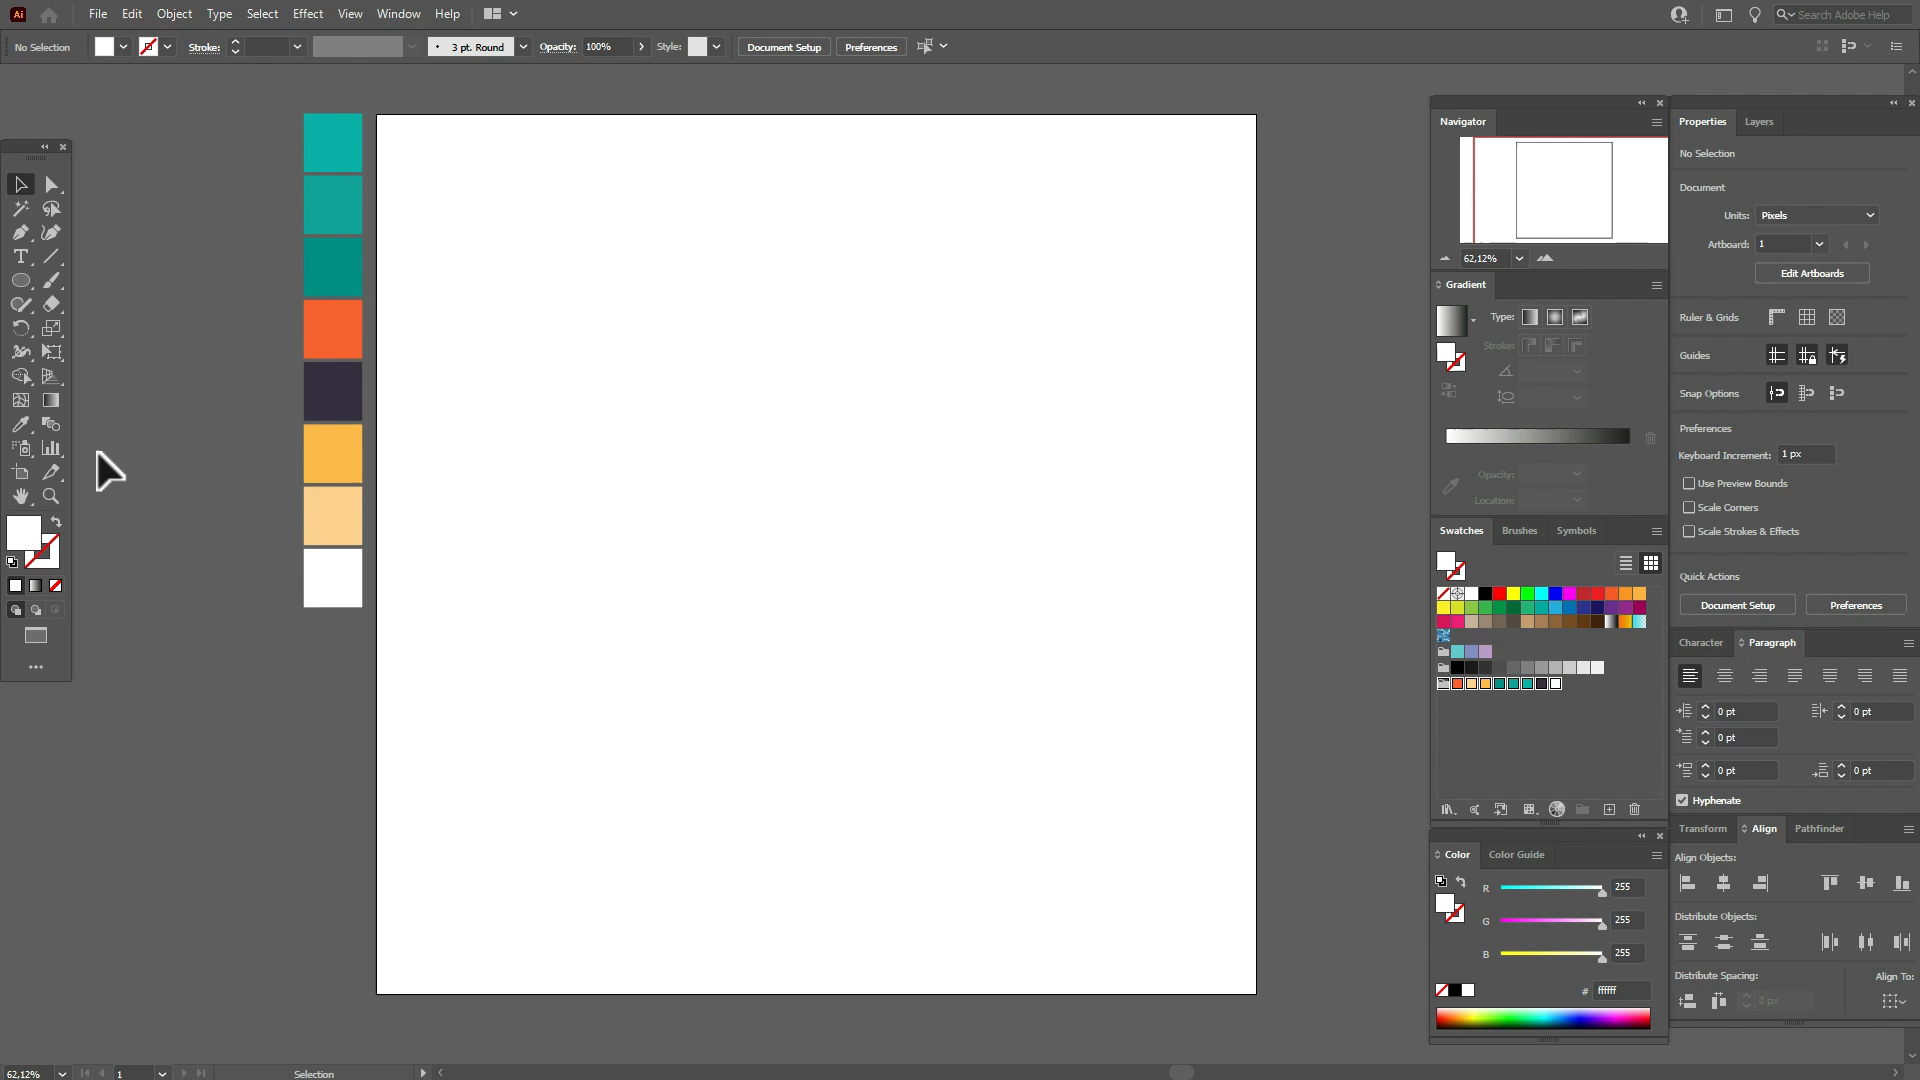 Ai File Edit Object Type Select Effect View Window Help Search Adobe Help
No Selection Stroke: 3 pt. Round Opacity: 100% Style: Document Setup Preferences
Navigator
62,12%
Gradient
Type:
Stroke:
Opacity:
Location:
Swatches Brushes Symbols
Color Color Guide
R 255
G 255
B 255
# ffffff
Properties Layers
No Selection
Document
Units: Pixels
Artboard: 1
Edit Artboards
Ruler & Grids
Guides
Snap Options
Preferences
Keyboard Increment: 1 px
Use Preview Bounds
Scale Corners
Scale Strokes & Effects
Quick Actions
Document Setup Preferences
Character Paragraph
0 pt 0 pt
0 pt
0 pt 0 pt
Hyphenate
Transform Align Pathfinder
Align Objects:
Distribute Objects:
Distribute Spacing: Align To:
0 px
62,12% 1 Selection